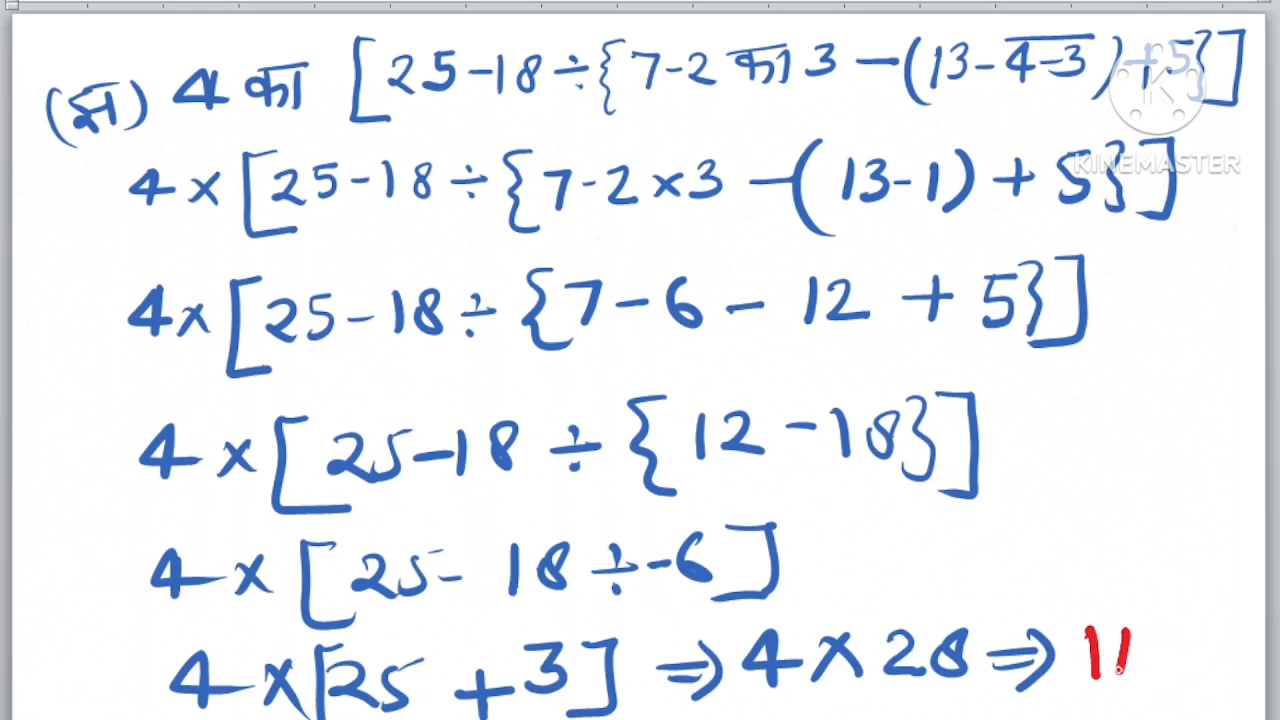 (ज्ञ) 4 का [25-18÷{7-2 का 3 -(13-4̅-̅3̅)+5}]
KINEMASTER
4×[25-18÷{7-2×3-(13-1)+5}]
4×[25-18÷{7-6-12+5}]
4×[25-18÷{12-18}]
4×[25-18÷-6]
4×[25+3] ⇒ 4×28 ⇒ 11